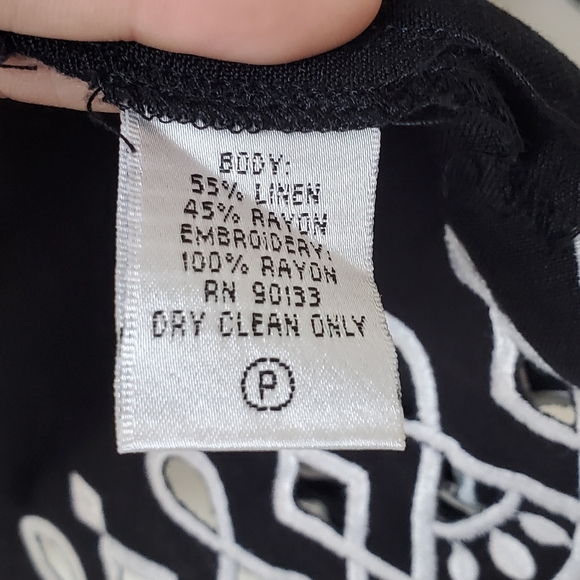 BODY:
55% LINEN
45% RAYON
EMBROIDERY:
100% RAYON
RN 90133
DRY CLEAN ONLY
P